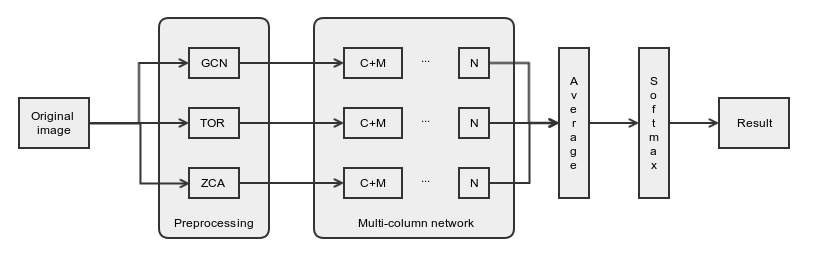 Original
image
GCN
TOR
ZCA
Preprocessing
C+M ... N
C+M ... N
C+M ... N
Multi-column network
Average
Softmax
Result